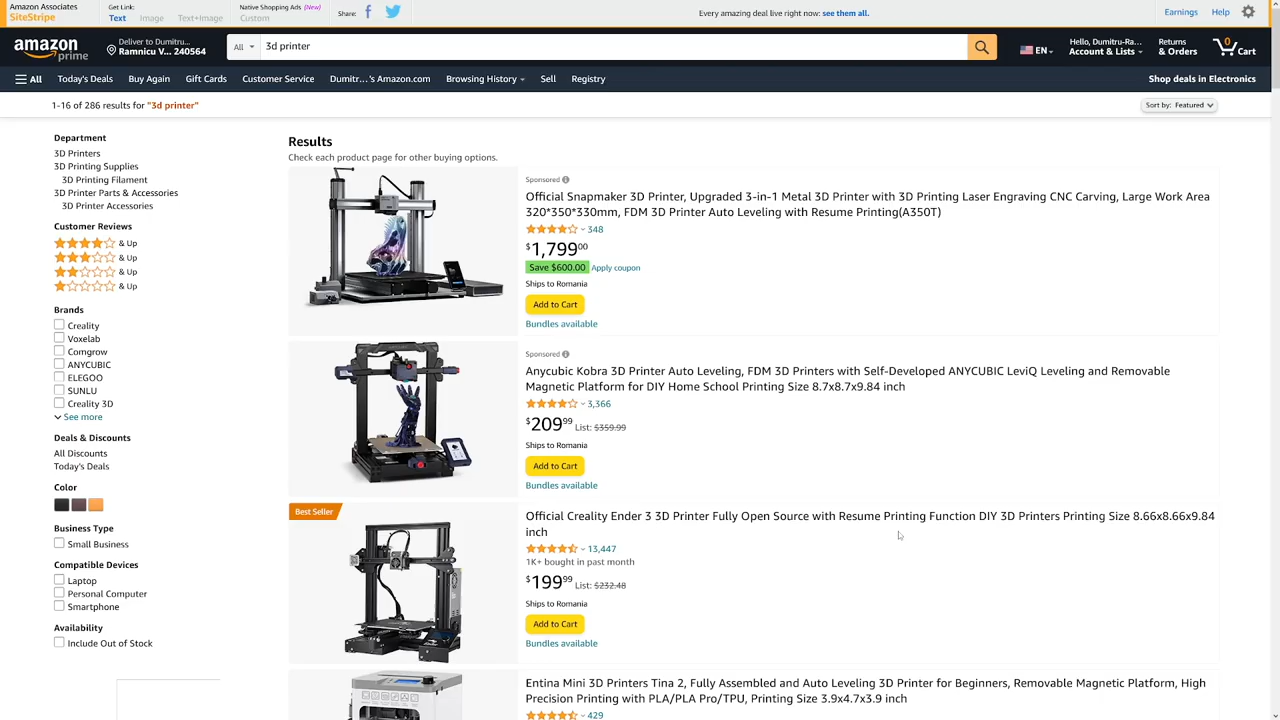 Amazon Associates
SiteStripe
Get Link:
Text Image Text+Image
Native Shopping Ads (New)
Custom
Share:
Every amazing deal live right now: see them all.
Earnings Help
amazon prime
Deliver to Dumitru...
Ramnicu V... 240564
All
3d printer
EN
Hello, Dumitru-Ra...
Account & Lists
Returns
& Orders
0
Cart
All Today's Deals Buy Again Gift Cards Customer Service Dumitr...'s Amazon.com Browsing History Sell Registry
Shop deals in Electronics
1-16 of 286 results for "3d printer"
Sort by: Featured
Department
3D Printers
3D Printing Supplies
3D Printing Filament
3D Printer Parts & Accessories
3D Printer Accessories
Customer Reviews
& Up
& Up
& Up
& Up
Brands
Creality
Voxelab
Comgrow
ANYCUBIC
ELEGOO
SUNLU
Creality 3D
See more
Deals & Discounts
All Discounts
Today's Deals
Color
Business Type
Small Business
Compatible Devices
Laptop
Personal Computer
Smartphone
Availability
Include Out of Stock
Results
Check each product page for other buying options.
Sponsored
Official Snapmaker 3D Printer, Upgraded 3-in-1 Metal 3D Printer with 3D Printing Laser Engraving CNC Carving, Large Work Area
320*350*330mm, FDM 3D Printer Auto Leveling with Resume Printing(A350T)
348
$1,799.00
Save $600.00 Apply coupon
Ships to Romania
Add to Cart
Bundles available
Sponsored
Anycubic Kobra 3D Printer Auto Leveling, FDM 3D Printers with Self-Developed ANYCUBIC LeviQ Leveling and Removable
Magnetic Platform for DIY Home School Printing Size 8.7x8.7x9.84 inch
3,366
$209.99 List: $359.99
Ships to Romania
Add to Cart
Bundles available
Best Seller
Official Creality Ender 3 3D Printer Fully Open Source with Resume Printing Function DIY 3D Printers Printing Size 8.66x8.66x9.84
inch
13,447
1K+ bought in past month
$199.99 List: $232.48
Ships to Romania
Add to Cart
Bundles available
Entina Mini 3D Printers Tina 2, Fully Assembled and Auto Leveling 3D Printer for Beginners, Removable Magnetic Platform, High
Precision Printing with PLA/PLA Pro/TPU, Printing Size 3.9x4.7x3.9 inch
429